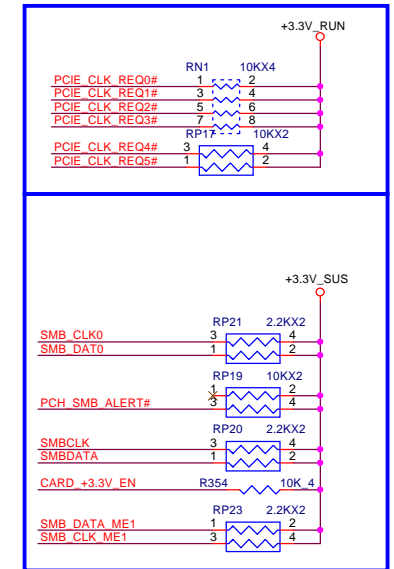 +3.3V_RUN
RN1 10KX4
PCIE_CLK_REQ0# 1 2
PCIE_CLK_REQ1# 3 4
PCIE_CLK_REQ2# 5 6
PCIE_CLK_REQ3# 7 8
RP17 10KX2
PCIE_CLK_REQ4# 3 4
PCIE_CLK_REQ5# 1 2
+3.3V_SUS
RP21 2.2KX2
SMB_CLK0 3 4
SMB_DAT0 1 2
RP19 10KX2
1 2
PCH_SMB_ALERT# 3 4
RP20 2.2KX2
SMBCLK 3 4
SMBDATA 1 2
CARD_+3.3V_EN R354 10K_4
RP23 2.2KX2
SMB_DATA_ME1 1 2
SMB_CLK_ME1 3 4